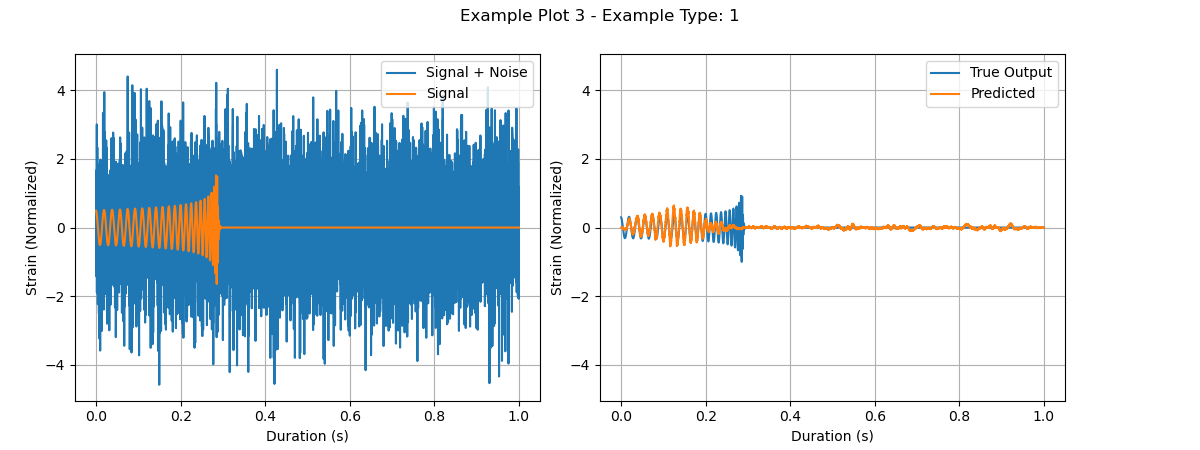 Example Plot 3 - Example Type: 1
Signal + Noise
Signal
4
2
0
−2
−4
Strain (Normalized)
0.0 0.2 0.4 0.6 0.8 1.0
Duration (s)
True Output
Predicted
4
2
0
−2
−4
Strain (Normalized)
0.0 0.2 0.4 0.6 0.8 1.0
Duration (s)